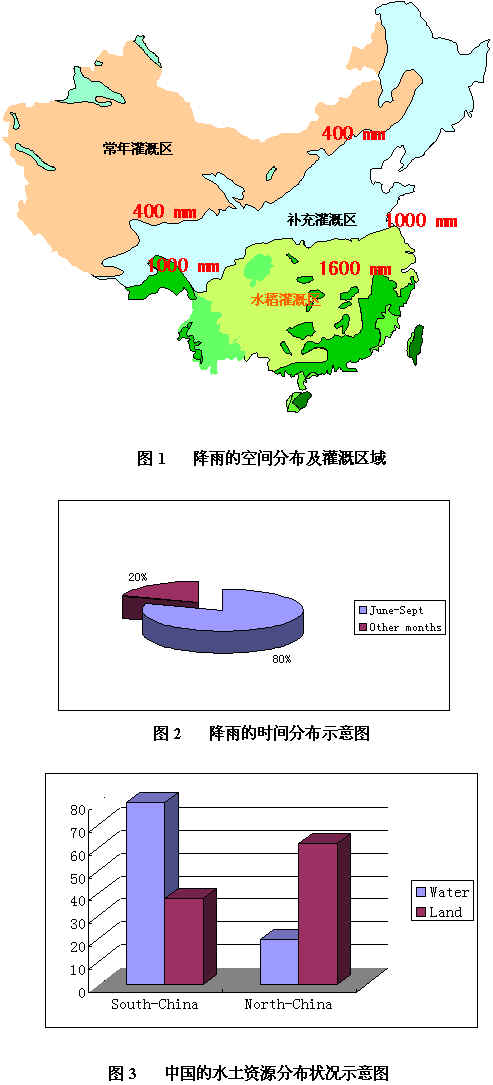 400 mm
常年灌溉区
400 mm
补充灌溉区
1000 mm
1000 mm
1600 mm
水稻灌溉区
图1 降雨的空间分布及灌溉区域
20%
80%
June-Sept
Other months
图2 降雨的时间分布示意图
80
70
60
50
40
30
20
10
0
South-China
North-China
Water
Land
图3 中国的水土资源分布状况示意图